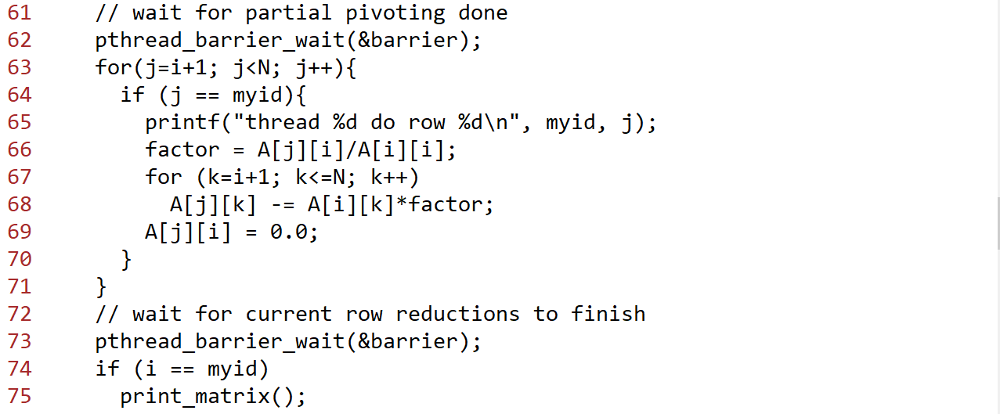 61     // wait for partial pivoting done
62     pthread_barrier_wait(&barrier);
63     for(j=i+1; j<N; j++){
64       if (j == myid){
65         printf("thread %d do row %d\n", myid, j);
66         factor = A[j][i]/A[i][i];
67         for (k=i+1; k<=N; k++)
68           A[j][k] -= A[i][k]*factor;
69         A[j][i] = 0.0;
70       }
71     }
72     // wait for current row reductions to finish
73     pthread_barrier_wait(&barrier);
74     if (i == myid)
75       print_matrix();